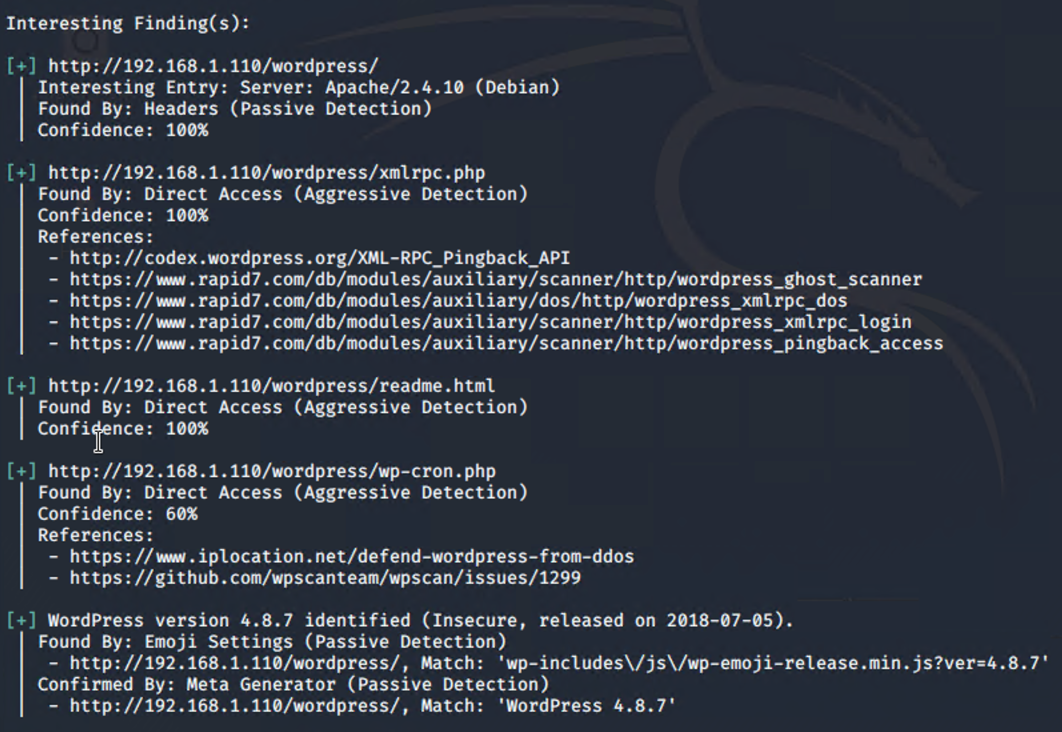 Interesting Finding(s):
[+] http://192.168.1.110/wordpress/
| Interesting Entry: Server: Apache/2.4.10 (Debian)
| Found By: Headers (Passive Detection)
| Confidence: 100%
[+] http://192.168.1.110/wordpress/xmlrpc.php
| Found By: Direct Access (Aggressive Detection)
| Confidence: 100%
| References:
|  - http://codex.wordpress.org/XML-RPC_Pingback_API
|  - https://www.rapid7.com/db/modules/auxiliary/scanner/http/wordpress_ghost_scanner
|  - https://www.rapid7.com/db/modules/auxiliary/dos/http/wordpress_xmlrpc_dos
|  - https://www.rapid7.com/db/modules/auxiliary/scanner/http/wordpress_xmlrpc_login
|  - https://www.rapid7.com/db/modules/auxiliary/scanner/http/wordpress_pingback_access
[+] http://192.168.1.110/wordpress/readme.html
| Found By: Direct Access (Aggressive Detection)
| Confidence: 100%
[+] http://192.168.1.110/wordpress/wp-cron.php
| Found By: Direct Access (Aggressive Detection)
| Confidence: 60%
| References:
|  - https://www.iplocation.net/defend-wordpress-from-ddos
|  - https://github.com/wpscanteam/wpscan/issues/1299
[+] WordPress version 4.8.7 identified (Insecure, released on 2018-07-05).
| Found By: Emoji Settings (Passive Detection)
|  - http://192.168.1.110/wordpress/, Match: 'wp-includes\/js\/wp-emoji-release.min.js?ver=4.8.7'
| Confirmed By: Meta Generator (Passive Detection)
|  - http://192.168.1.110/wordpress/, Match: 'WordPress 4.8.7'